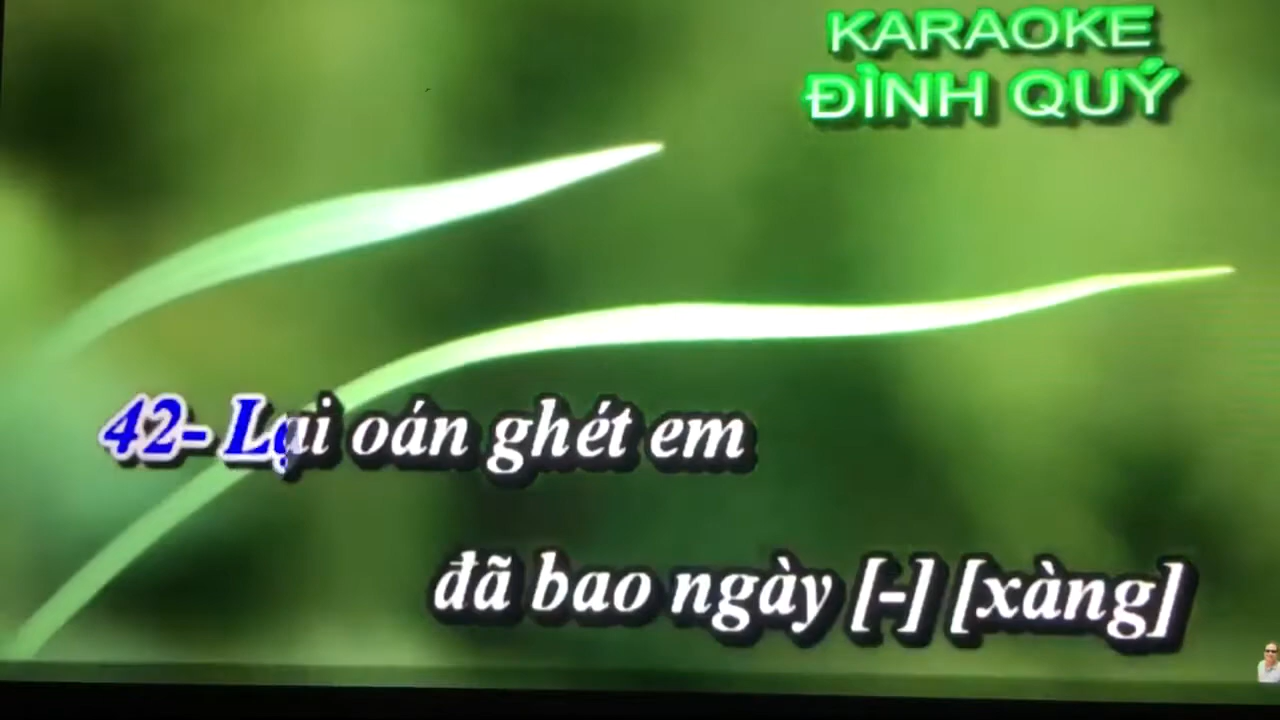 KARAOKE
ĐÌNH QUÝ
42- Lại oán ghét em
đã bao ngày [-] [xàng]